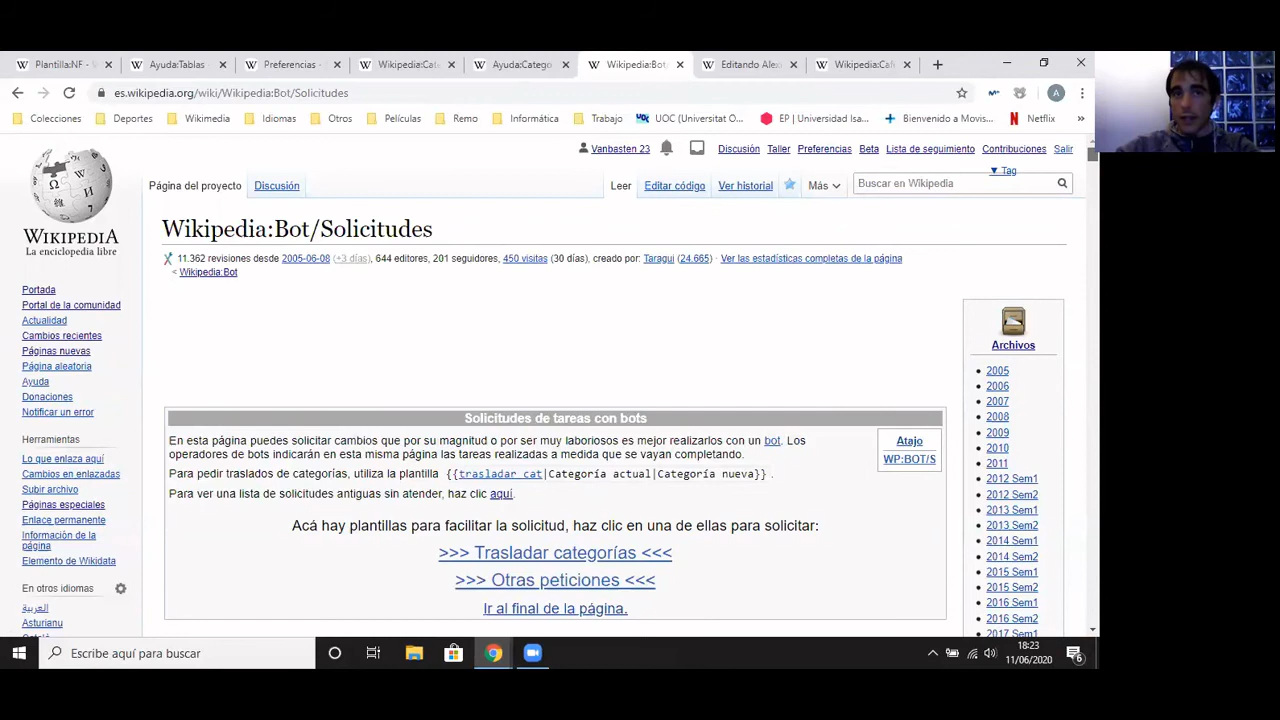 Plantilla:NF - W
Ayuda:Tablas
Preferencias -
Wikipedia:Cat
Ayuda:Catego
Wikipedia:Bot
Editando Alex
Wikipedia:Caf
es.wikipedia.org/wiki/Wikipedia:Bot/Solicitudes
Colecciones
Deportes
Wikimedia
Idiomas
Otros
Películas
Remo
Informática
Trabajo
UOC (Universitat O...
EP | Universidad Isa...
Bienvenido a Movis...
Netflix
Vanbasten 23
Discusión
Taller
Preferencias
Beta
Lista de seguimiento
Contribuciones
Salir
Tag
Página del proyecto
Discusión
Leer
Editar código
Ver historial
Más
Buscar en Wikipedia
WIKIPEDIA
La enciclopedia libre
Wikipedia:Bot/Solicitudes
11.362 revisiones desde 2005-06-08 (+3 días), 644 editores, 201 seguidores, 450 visitas (30 días), creado por: Taragui (24.665) · Ver las estadísticas completas de la página
< Wikipedia:Bot
Portada
Portal de la comunidad
Actualidad
Cambios recientes
Páginas nuevas
Página aleatoria
Ayuda
Donaciones
Notificar un error
Herramientas
Lo que enlaza aquí
Cambios en enlazadas
Subir archivo
Páginas especiales
Enlace permanente
Información de la
página
Elemento de Wikidata
En otros idiomas
العربية
Asturianu
Català
Solicitudes de tareas con bots
En esta página puedes solicitar cambios que por su magnitud o por ser muy laboriosos es mejor realizarlos con un bot. Los
operadores de bots indicarán en esta misma página las tareas realizadas a medida que se vayan completando.
Para pedir traslados de categorías, utiliza la plantilla {{trasladar cat|Categoría actual|Categoría nueva}} .
Para ver una lista de solicitudes antiguas sin atender, haz clic aquí.
Atajo
WP:BOT/S
Acá hay plantillas para facilitar la solicitud, haz clic en una de ellas para solicitar:
>>> Trasladar categorías <<<
>>> Otras peticiones <<<
Ir al final de la página.
Archivos
2005
2006
2007
2008
2009
2010
2011
2012 Sem1
2012 Sem2
2013 Sem1
2013 Sem2
2014 Sem1
2014 Sem2
2015 Sem1
2015 Sem2
2016 Sem1
2016 Sem2
2017 Sem1
Escribe aquí para buscar
18:23
11/06/2020
6